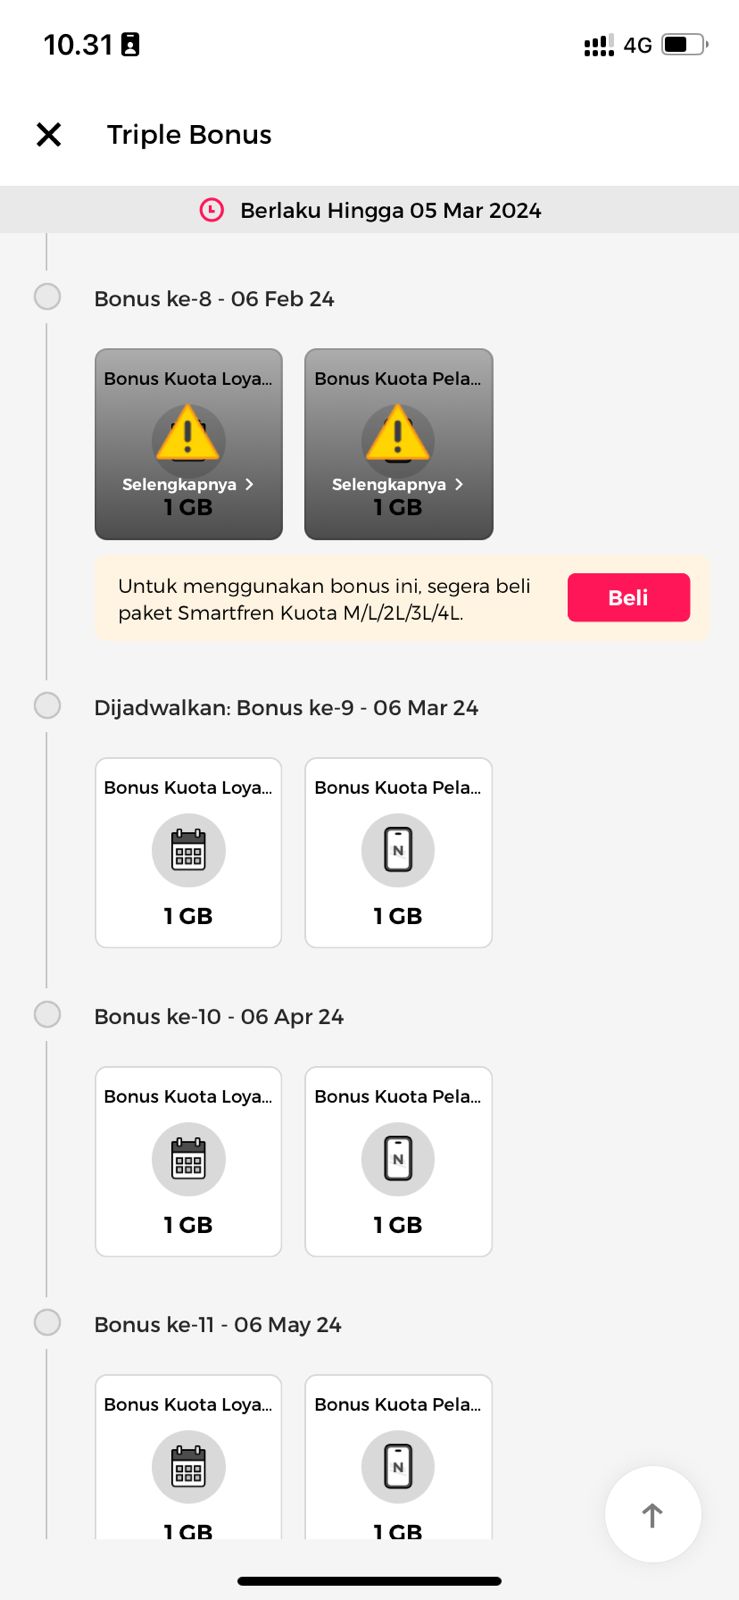 10.31
4G
Triple Bonus
Berlaku Hingga 05 Mar 2024
Bonus ke-8 - 06 Feb 24
Bonus Kuota Loya... Bonus Kuota Pela...
Selengkapnya > Selengkapnya >
1 GB 1 GB
Untuk menggunakan bonus ini, segera beli
paket Smartfren Kuota M/L/2L/3L/4L.
Beli
Dijadwalkan: Bonus ke-9 - 06 Mar 24
Bonus Kuota Loya... Bonus Kuota Pela...
N
1 GB 1 GB
Bonus ke-10 - 06 Apr 24
Bonus Kuota Loya... Bonus Kuota Pela...
N
1 GB 1 GB
Bonus ke-11 - 06 May 24
Bonus Kuota Loya... Bonus Kuota Pela...
N
1 GB 1 GB